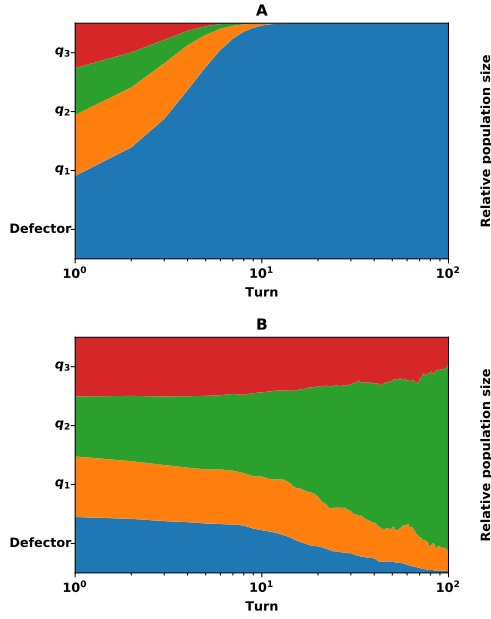 A
q3
q2
q1
Defector
Relative population size
10^0 10^1 10^2
Turn
B
q3
q2
q1
Defector
Relative population size
10^0 10^1 10^2
Turn